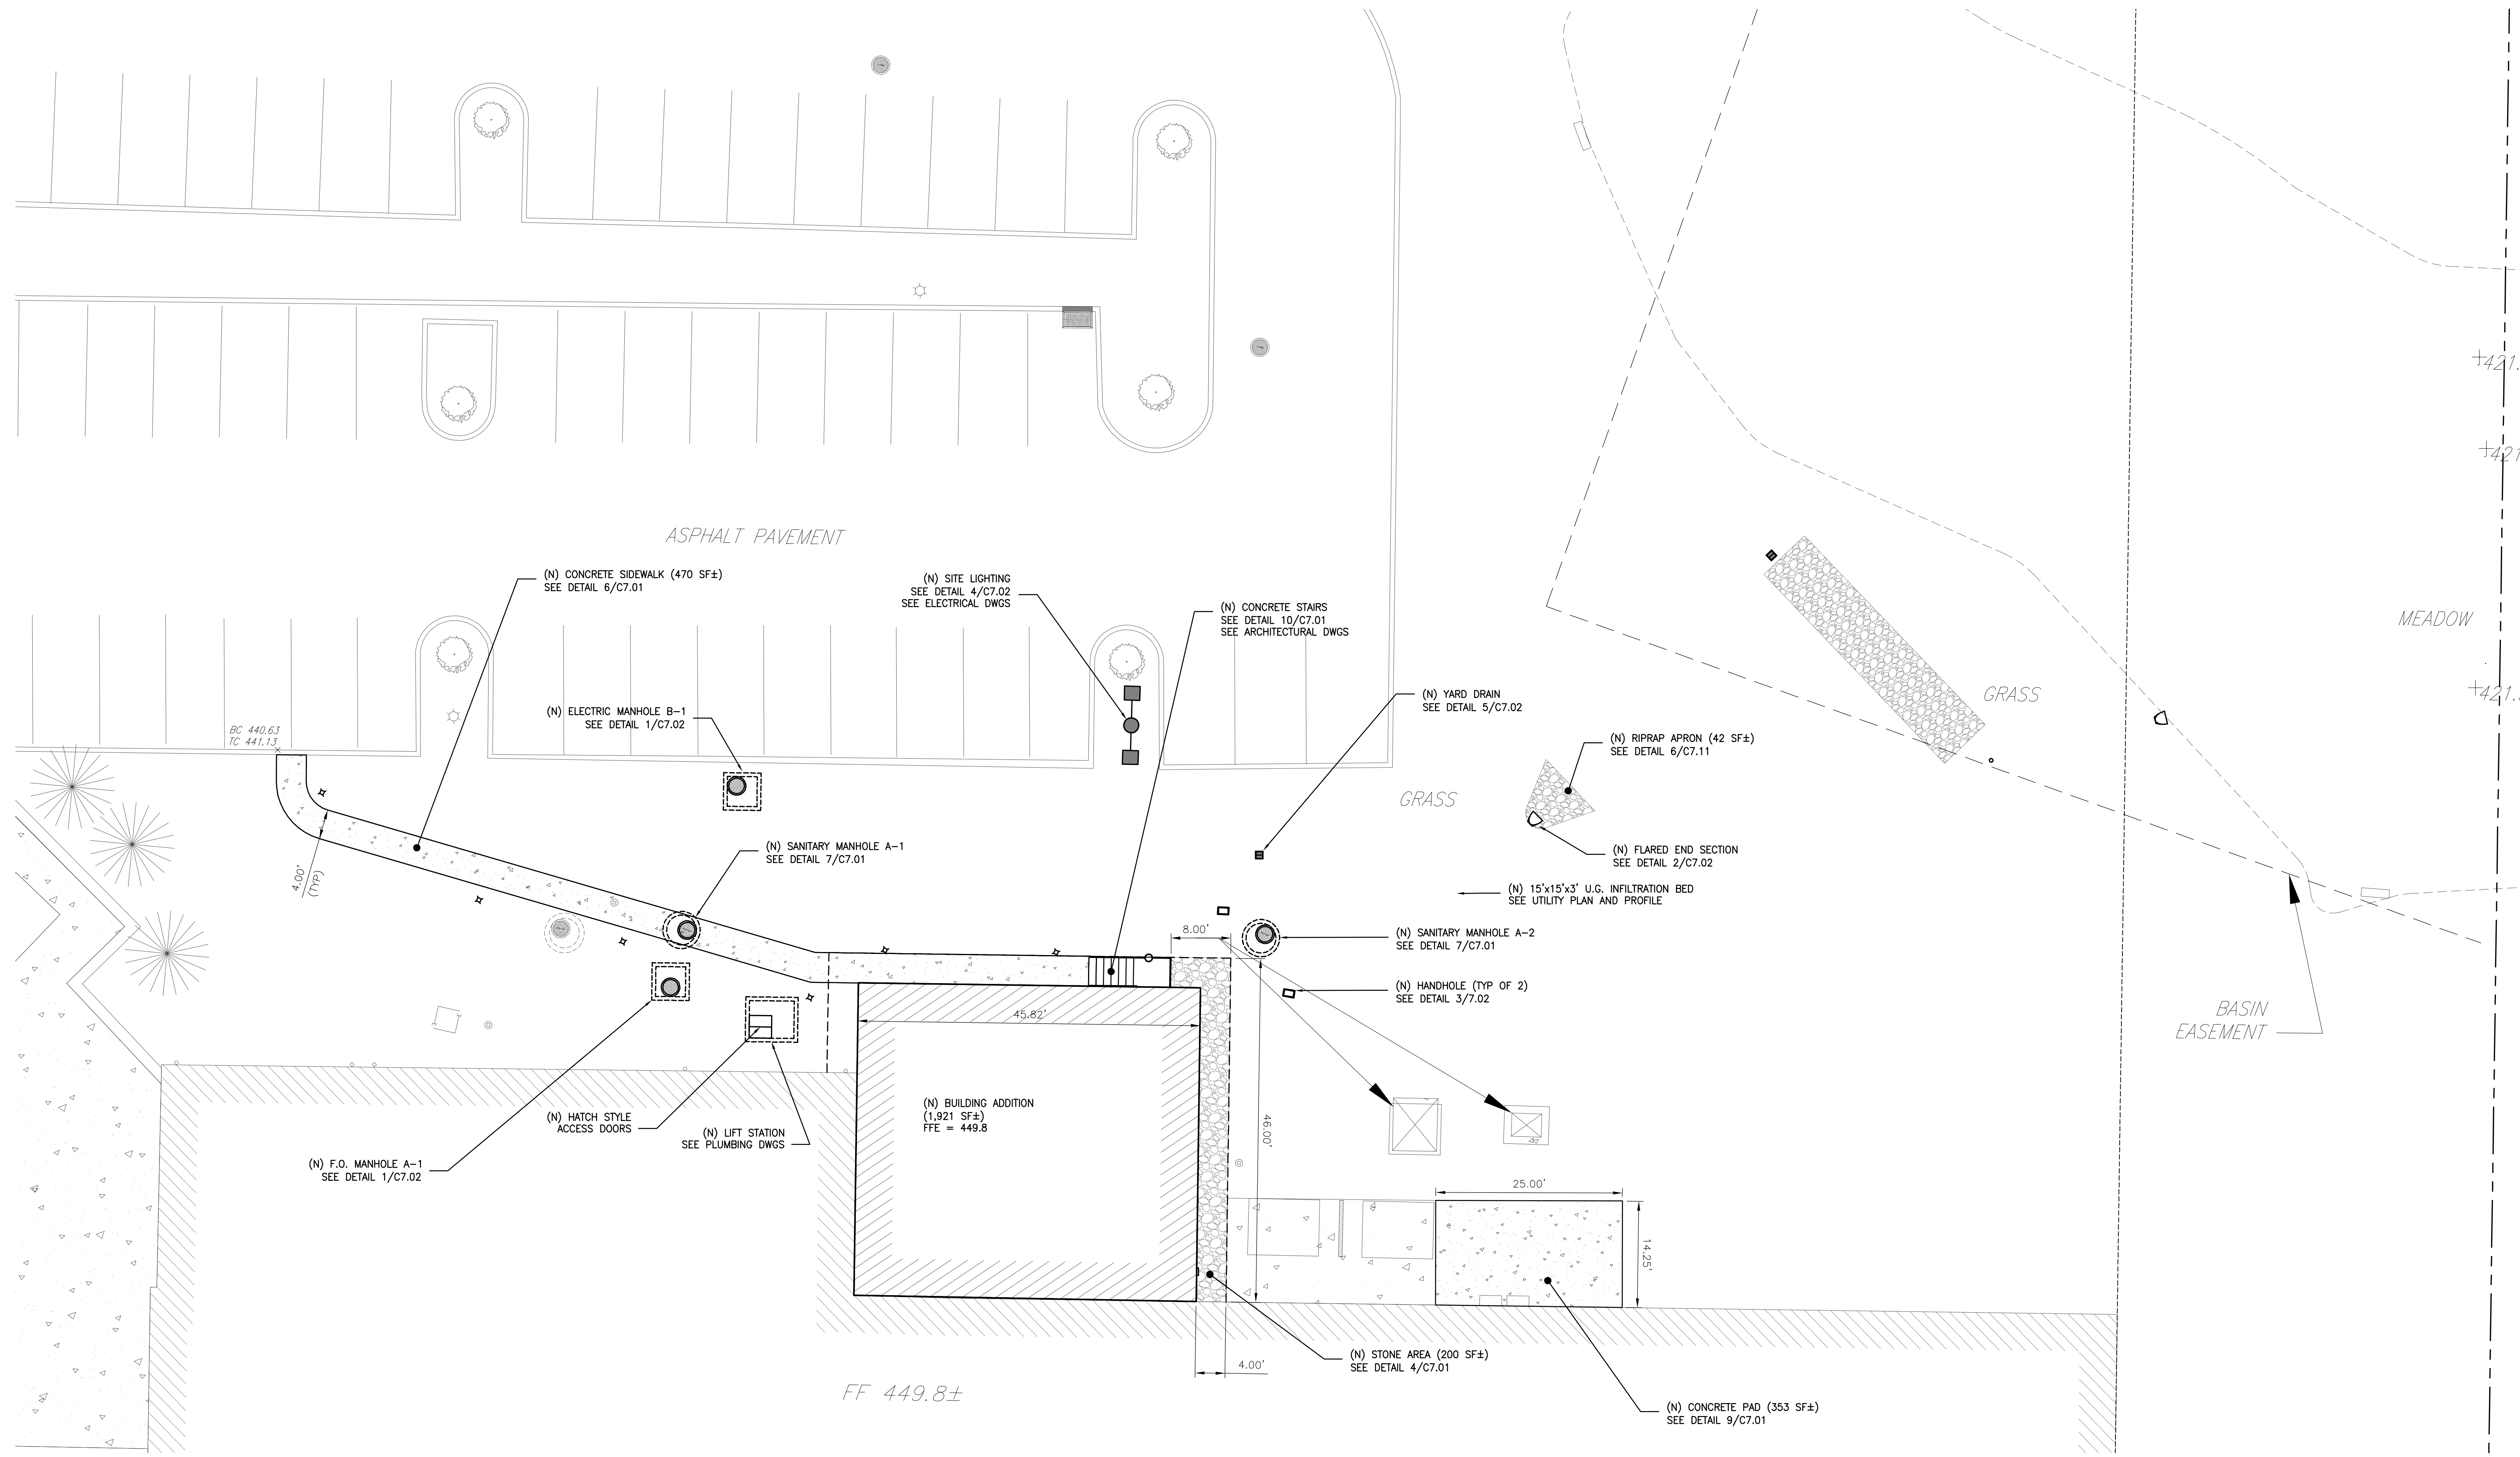 +421.
+421
ASPHALT PAVEMENT
(N) CONCRETE SIDEWALK (470 SF±)
SEE DETAIL 6/C7.01
(N) SITE LIGHTING
SEE DETAIL 4/C7.02
SEE ELECTRICAL DWGS
(N) CONCRETE STAIRS
SEE DETAIL 10/C7.01
SEE ARCHITECTURAL DWGS
MEADOW
+421.
GRASS
(N) YARD DRAIN
SEE DETAIL 5/C7.02
(N) ELECTRIC MANHOLE B-1
SEE DETAIL 1/C7.02
BC 440.63
TC 441.13
(N) RIPRAP APRON (42 SF±)
SEE DETAIL 6/C7.11
GRASS
(N) SANITARY MANHOLE A-1
SEE DETAIL 7/C7.01
(N) FLARED END SECTION
SEE DETAIL 2/C7.02
4.00'
(TYP)
(N) 15'x15'x3' U.G. INFILTRATION BED
SEE UTILITY PLAN AND PROFILE
8.00'
(N) SANITARY MANHOLE A-2
SEE DETAIL 7/C7.01
(N) HANDHOLE (TYP OF 2)
SEE DETAIL 3/7.02
BASIN
EASEMENT
45.82'
(N) BUILDING ADDITION
(1,921 SF±)
FFE = 449.8
46.00'
(N) HATCH STYLE
ACCESS DOORS
(N) LIFT STATION
SEE PLUMBING DWGS
(N) F.O. MANHOLE A-1
SEE DETAIL 1/C7.02
25.00'
14.25'
(N) STONE AREA (200 SF±)
SEE DETAIL 4/C7.01
4.00'
FF 449.8±
(N) CONCRETE PAD (353 SF±)
SEE DETAIL 9/C7.01